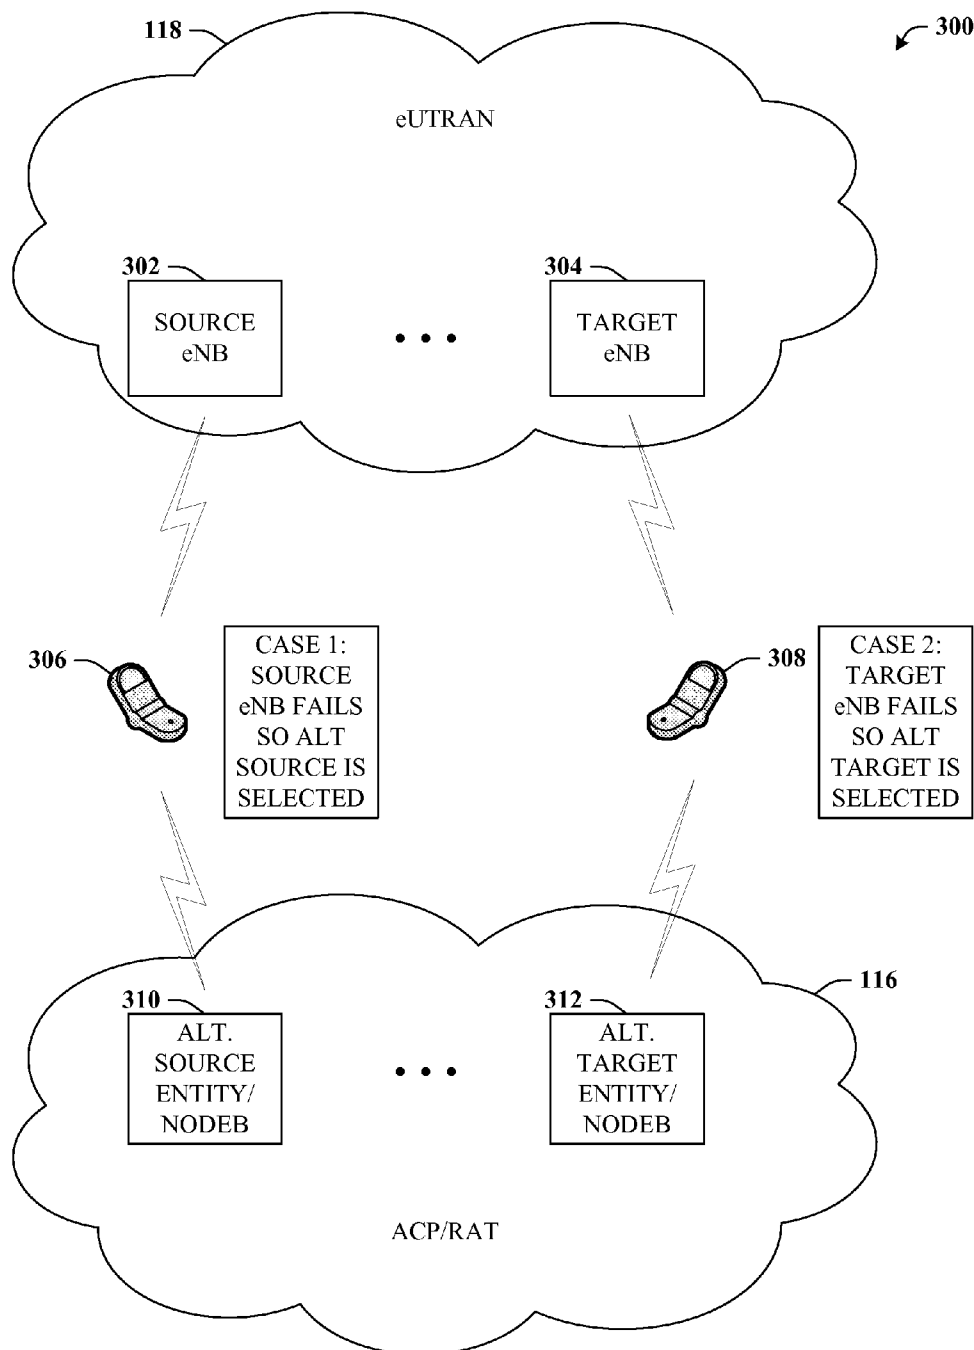 118
300
eUTRAN
302
304
SOURCE
eNB
TARGET
eNB
306
CASE 1:
SOURCE
eNB FAILS
SO ALT
SOURCE IS
SELECTED
308
CASE 2:
TARGET
eNB FAILS
SO ALT
TARGET IS
SELECTED
116
310
312
ALT.
SOURCE
ENTITY/
NODEB
ALT.
TARGET
ENTITY/
NODEB
ACP/RAT